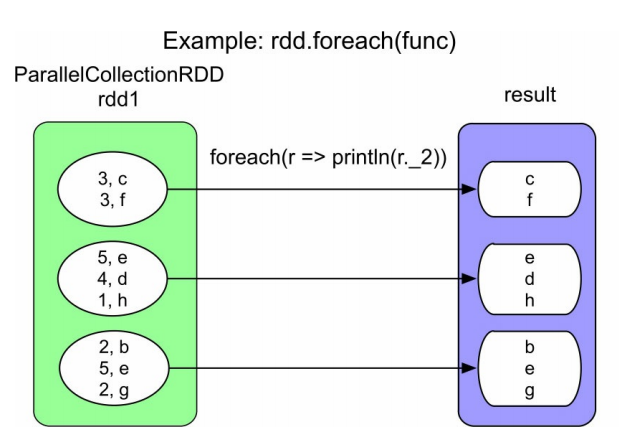 Example: rdd.foreach(func)
ParallelCollectionRDD
rdd1
result
foreach(r => println(r._2))
3, c
3, f
c
f
5, e
4, d
1, h
e
d
h
2, b
5, e
2, g
b
e
g